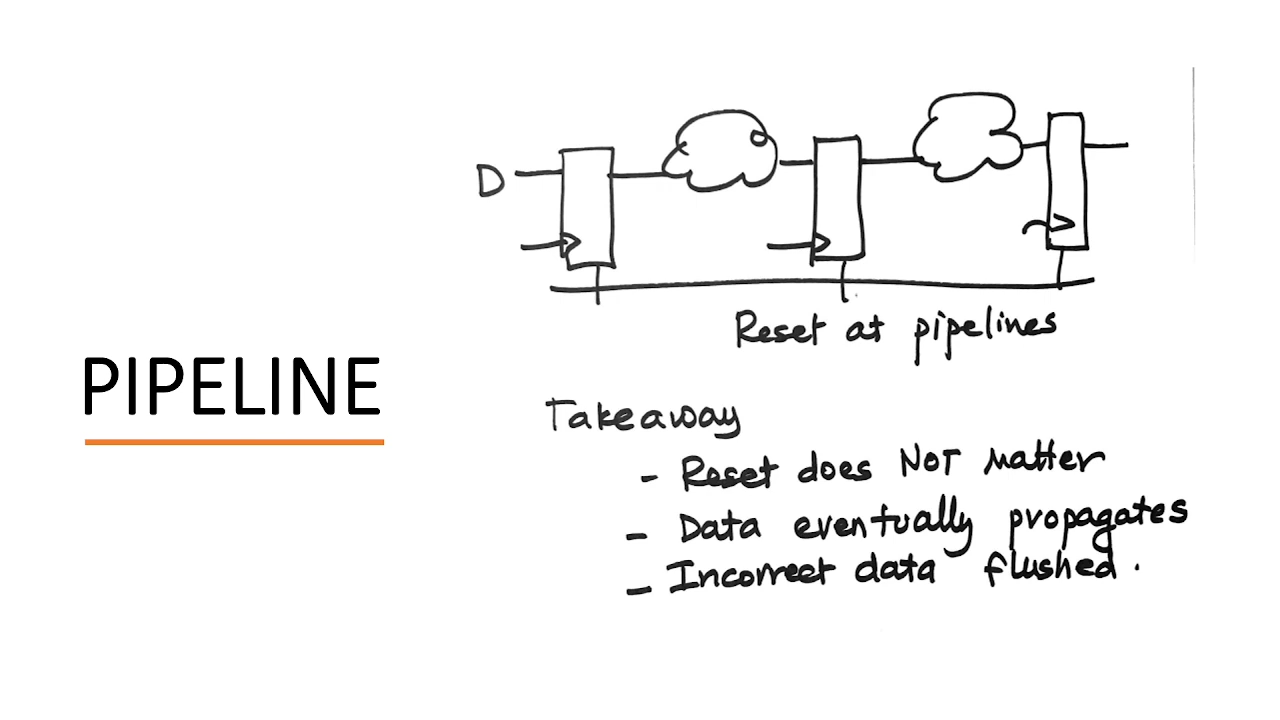 PIPELINE
D
Reset at pipelines
Takeaway
- Reset does NOT matter
- Data eventually propagates
- Incorrect data flushed.